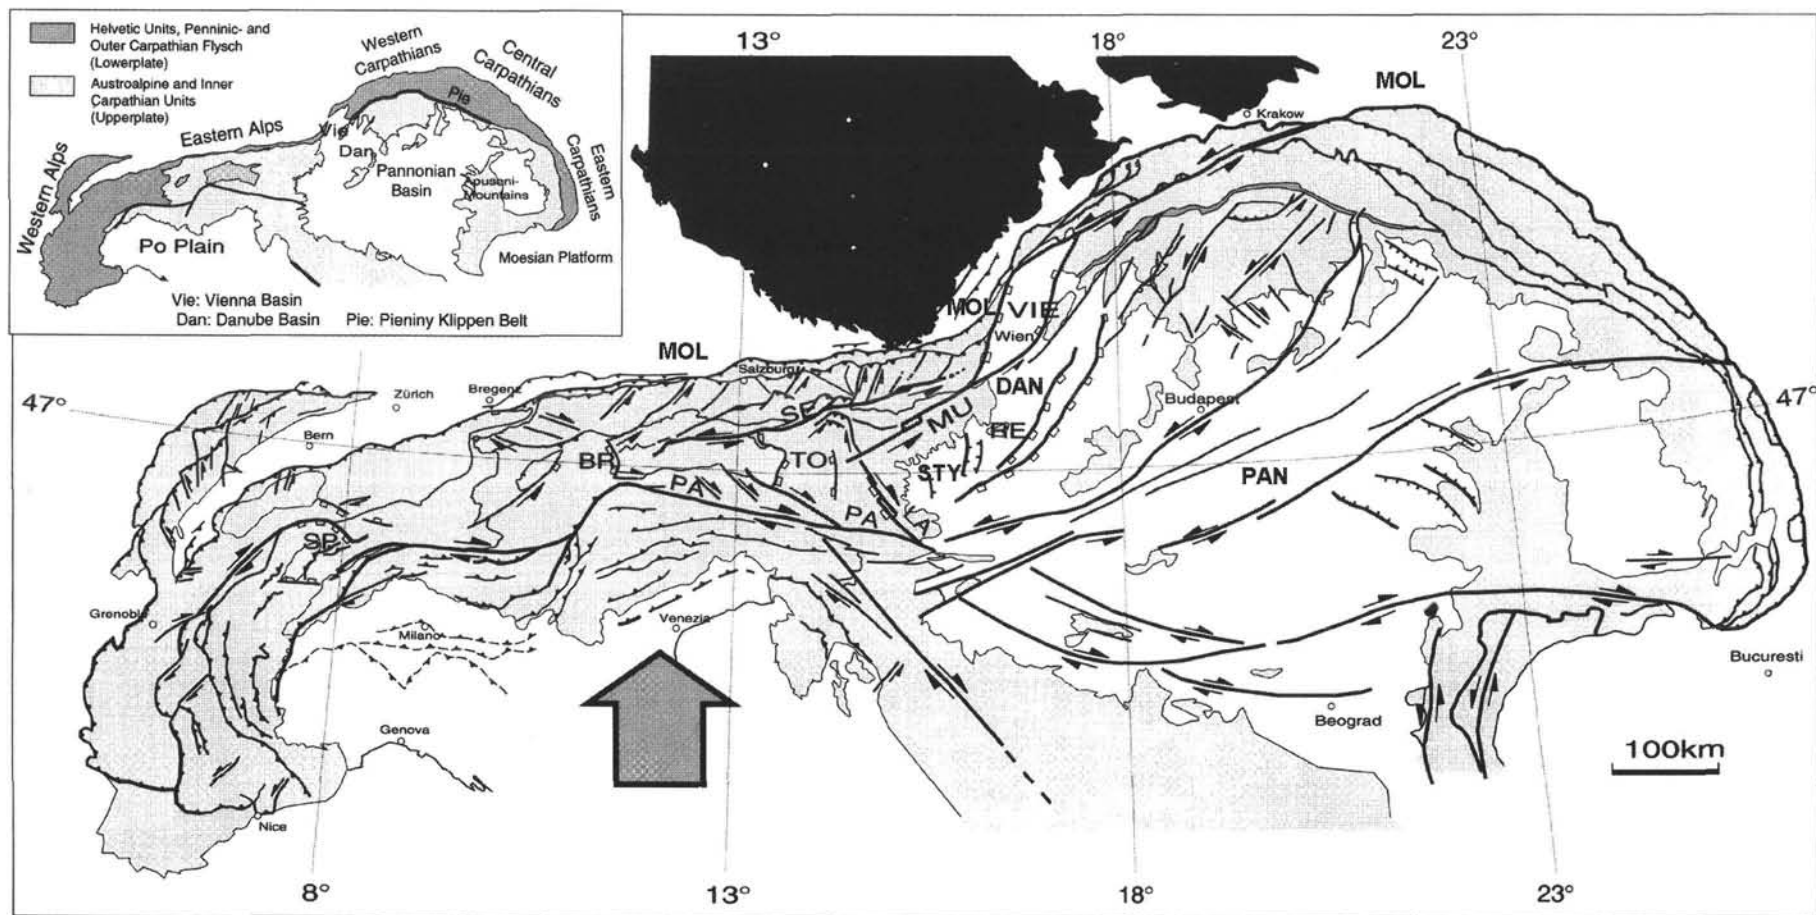 Helvetic Units, Penninic- and
Outer Carpathian Flysch
(Lowerplate)
Austroalpine and Inner
Carpathian Units
(Upperplate)
Western Alps
Eastern Alps
Western
Carpathians
Central
Carpathians
Eastern
Carpathians
Pie
Vie
Dan
Pannonian
Basin
Apuseni-
Mountains
Po Plain
Moesian Platform
Vie: Vienna Basin
Dan: Danube Basin Pie: Pieniny Klippen Belt
13° 18° 23°
MOL
Krakow
MOL VIE
Wien
MOL
Salzburg
Zürich
Bregenz
DAN
47°
Budapest
47°
Bern
SE
MU
RE
BR
TO
STY
PAN
PA
PA
LA
SP
Grenoble
Milano
Venezia
Bucuresti
Genova
Beograd
100km
Nice
8° 13° 18° 23°